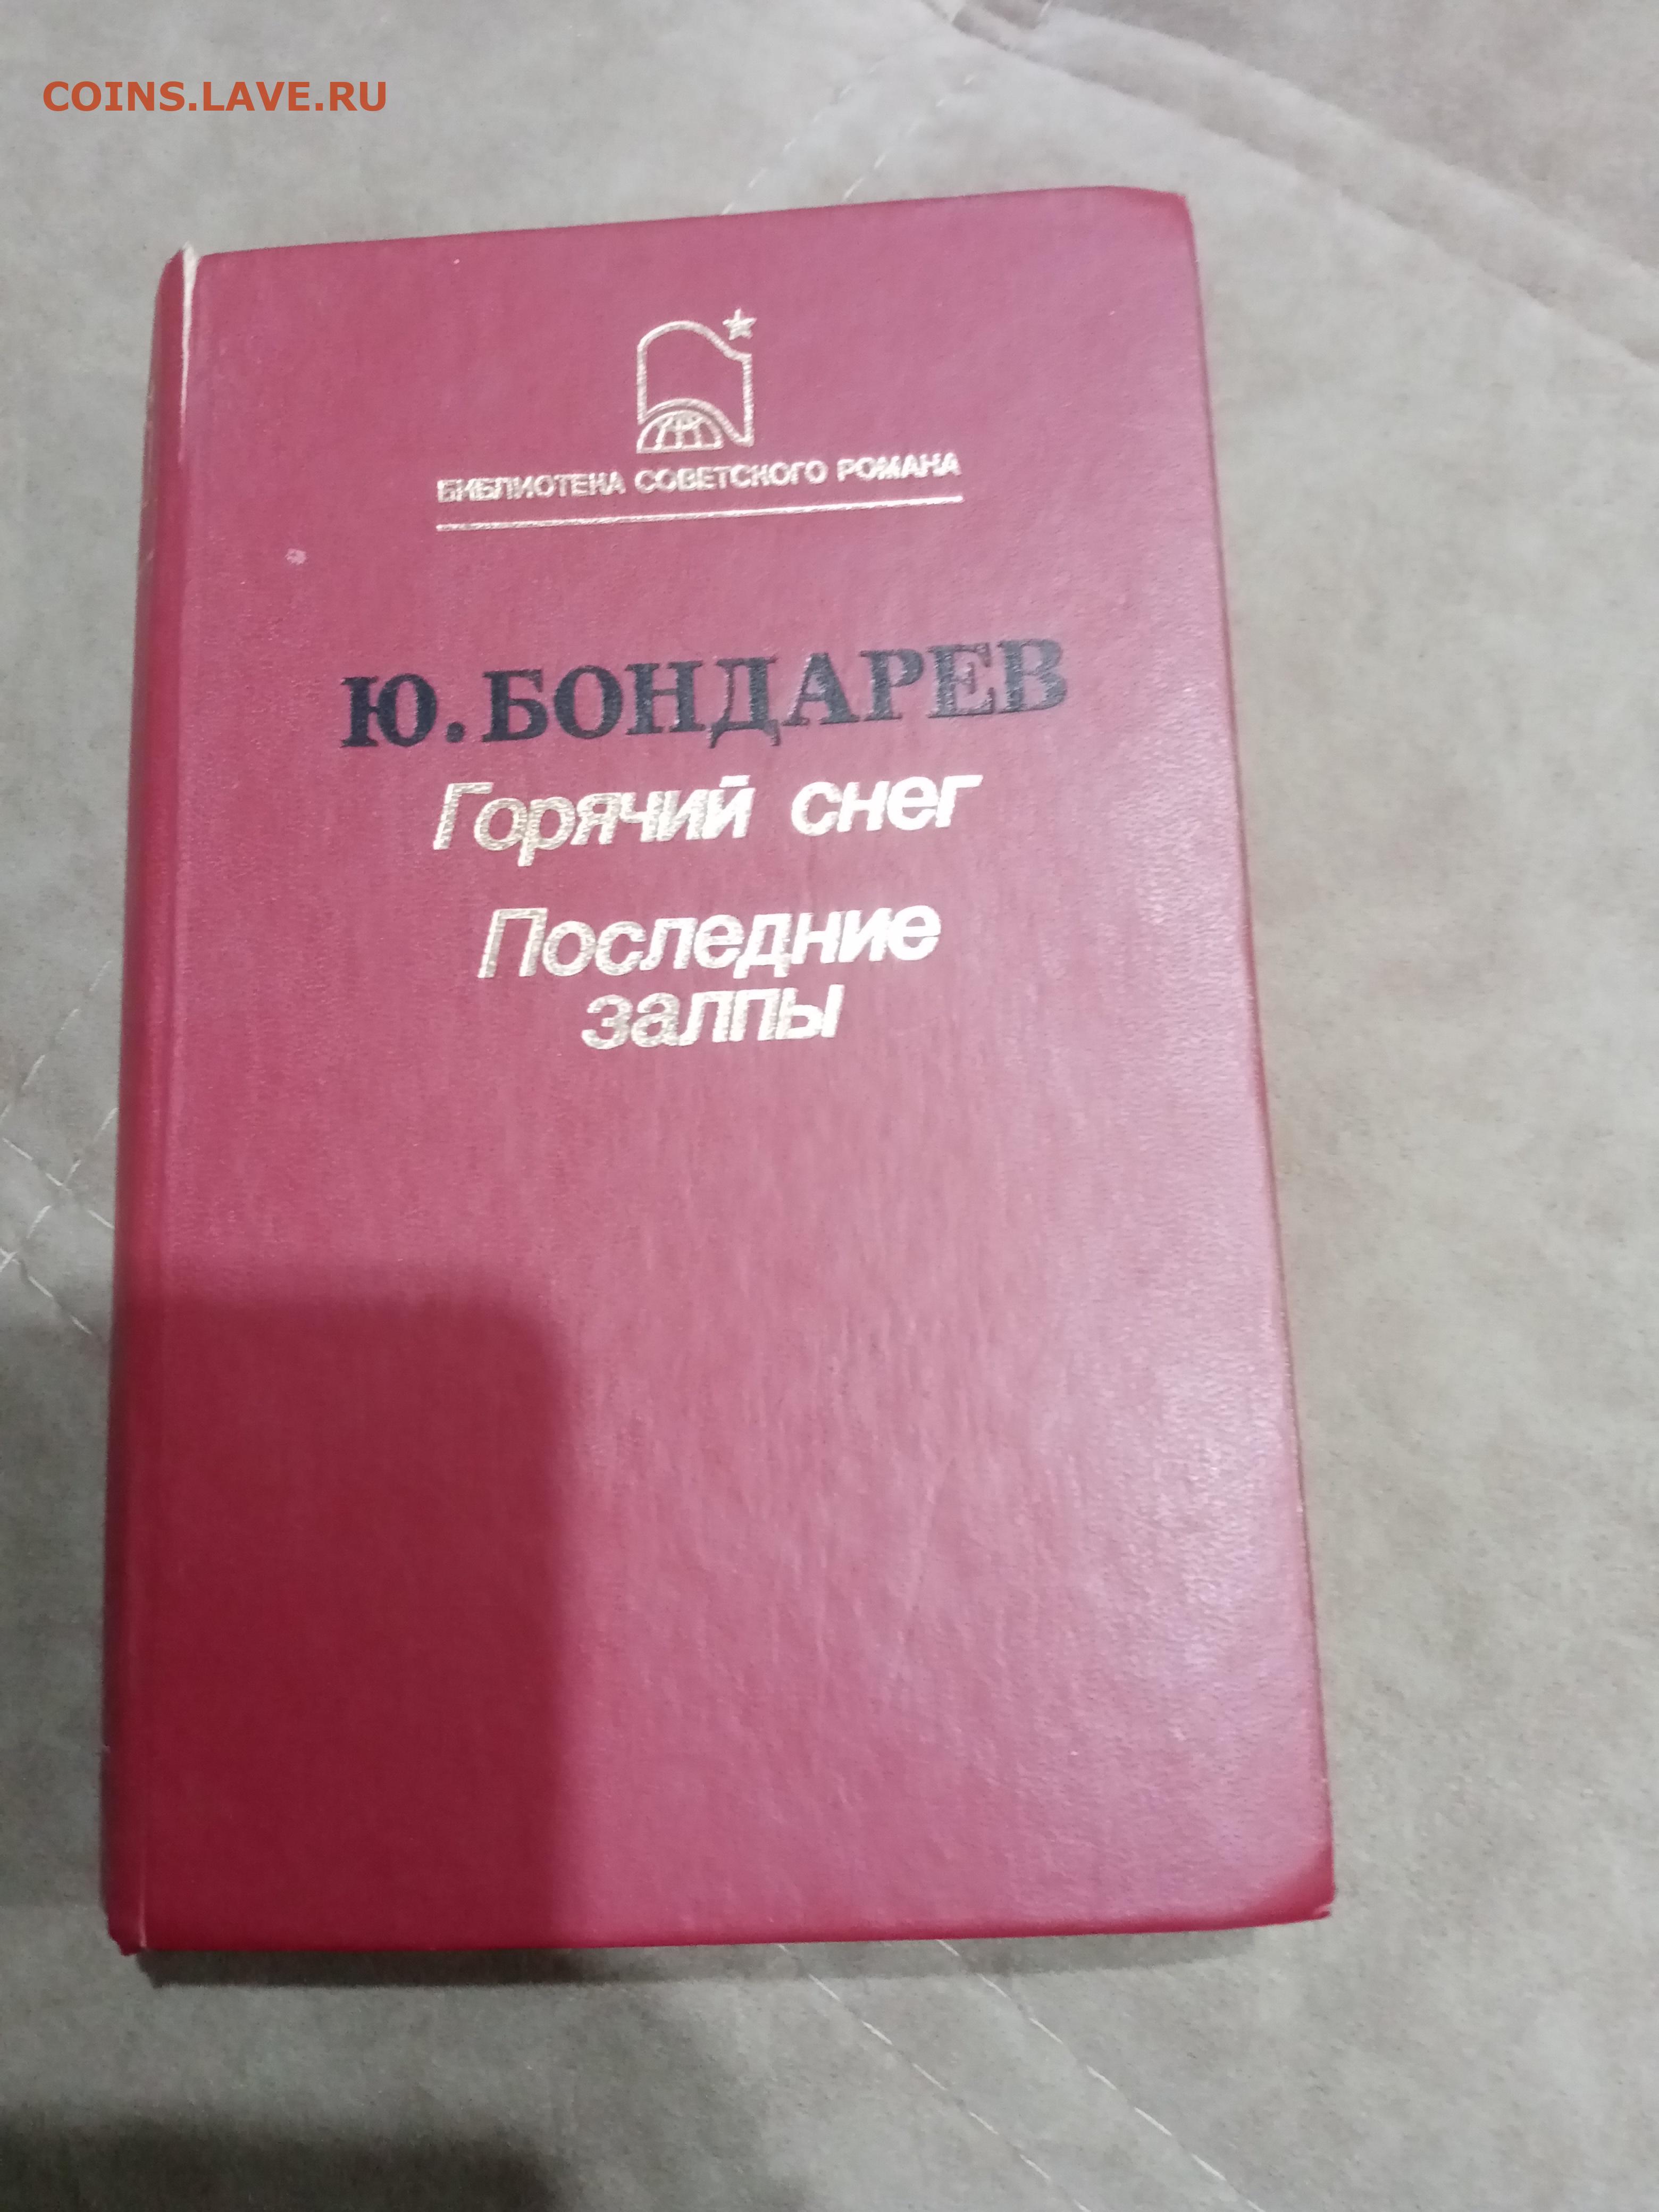 COINS.LAVE.RU
БИБЛИОТЕКА СОВЕТСКОГО РОМАНА
Ю. БОНДАРЕВ
Горячий снег
Последние
залпы